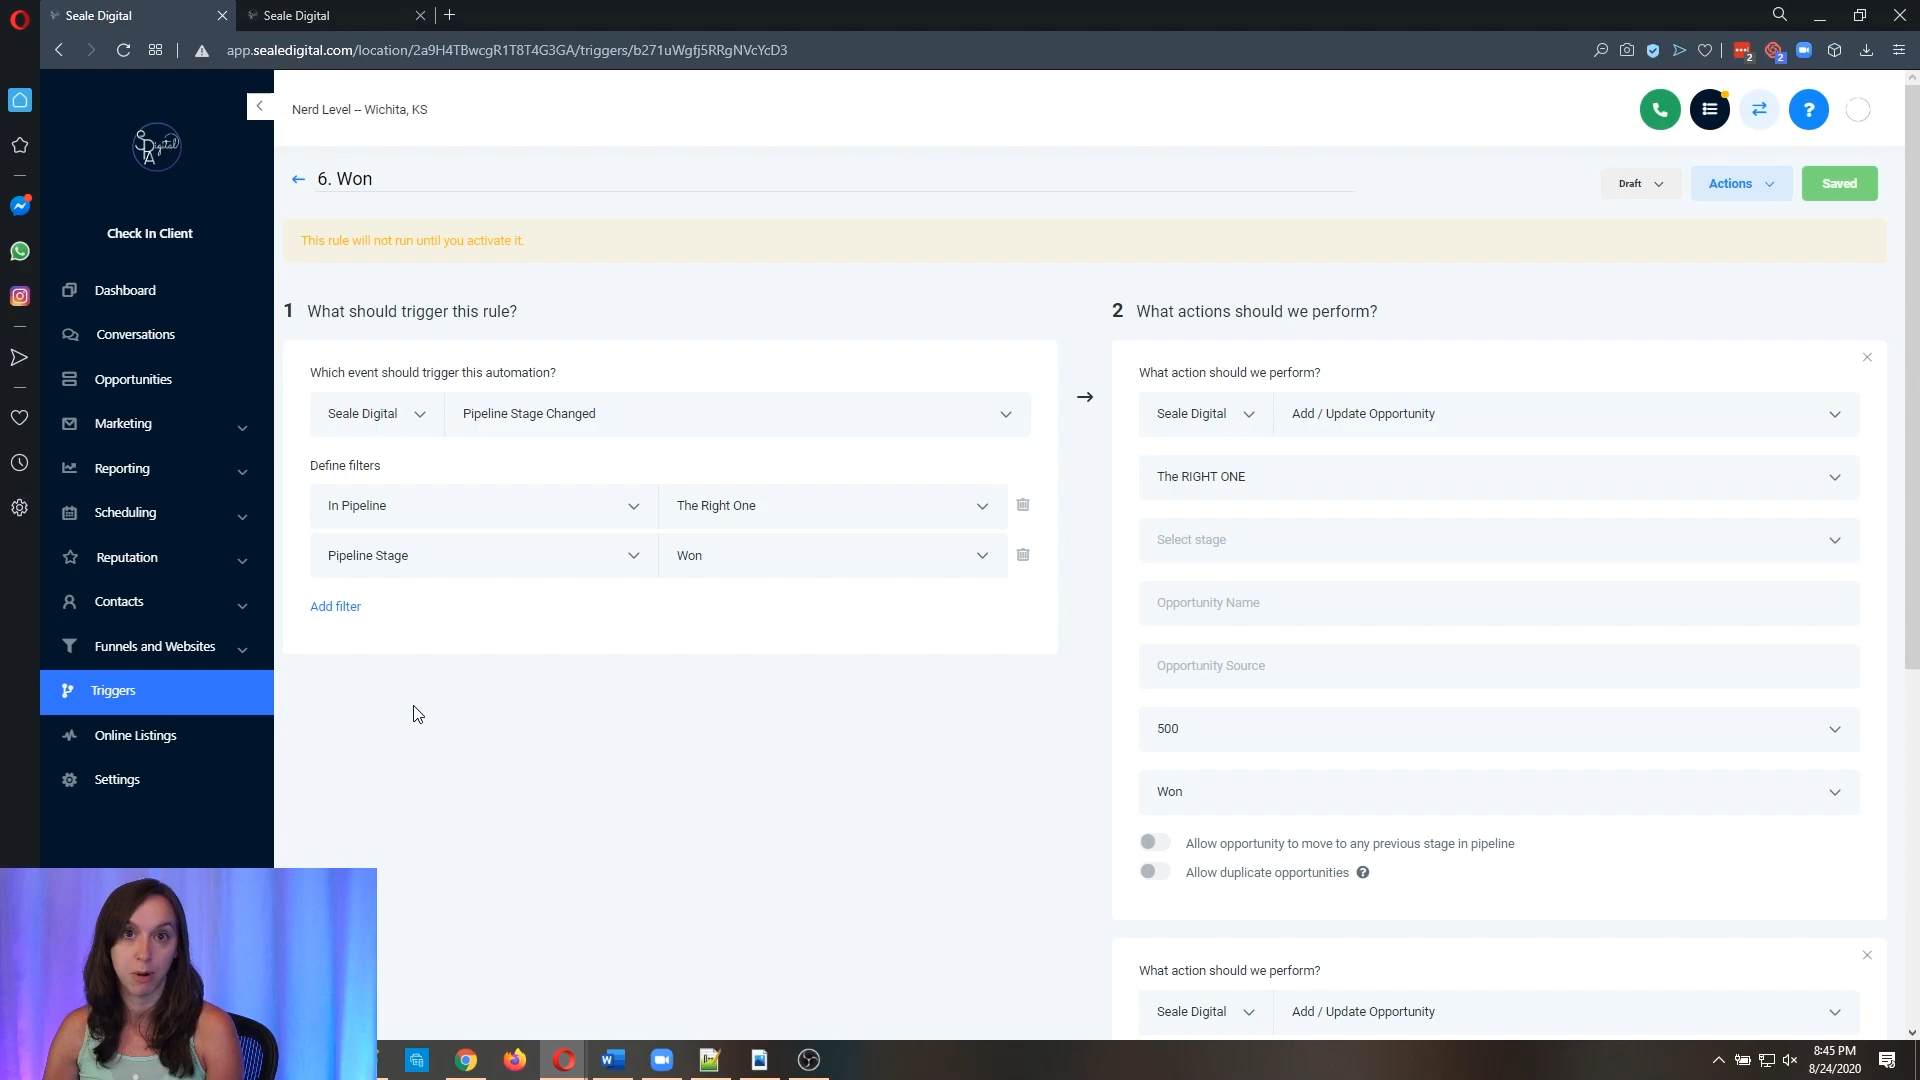 Seale Digital
Seale Digital
app.sealedigital.com/location/2a9H4TBwcgR1T8T4G3GA/triggers/b271uWgfj5RRgNVcYcD3
2
2
Nerd Level -- Wichita, KS
?
Digital
Check In Client
Dashboard
Conversations
Opportunities
Marketing
Reporting
Scheduling
Reputation
Contacts
Funnels and Websites
Triggers
Online Listings
Settings
6. Won
Draft
Actions
Saved
This rule will not run until you activate it.
1 What should trigger this rule?
Which event should trigger this automation?
Seale Digital
Pipeline Stage Changed
Define filters
In Pipeline
The Right One
Pipeline Stage
Won
Add filter
2 What actions should we perform?
What action should we perform?
Seale Digital
Add / Update Opportunity
The RIGHT ONE
Select stage
Opportunity Name
Opportunity Source
500
Won
Allow opportunity to move to any previous stage in pipeline
Allow duplicate opportunities ?
What action should we perform?
Seale Digital
Add / Update Opportunity
8:45 PM
8/24/2020